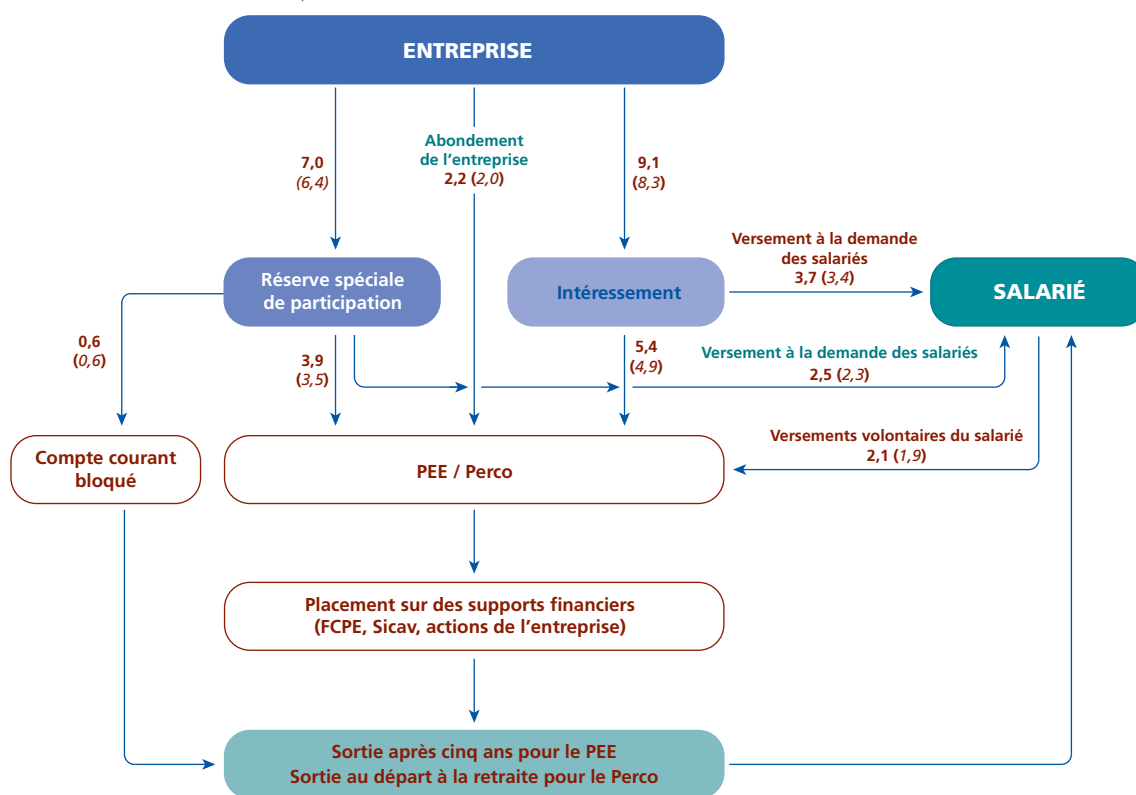 ENTREPRISE
Abondement
de l’entreprise
2,2 (2,0)
7,0
(6,4)
9,1
(8,3)
Versement à la demande
des salariés
3,7 (3,4)
Réserve spéciale
de participation
Intéressement
SALARIÉ
0,6
(0,6)
3,9
(3,5)
5,4
(4,9)
Versement à la demande des salariés
2,5 (2,3)
Versements volontaires du salarié
2,1 (1,9)
Compte courant
bloqué
PEE / Perco
Placement sur des supports financiers
(FCPE, Sicav, actions de l’entreprise)
Sortie après cinq ans pour le PEE
Sortie au départ à la retraite pour le Perco